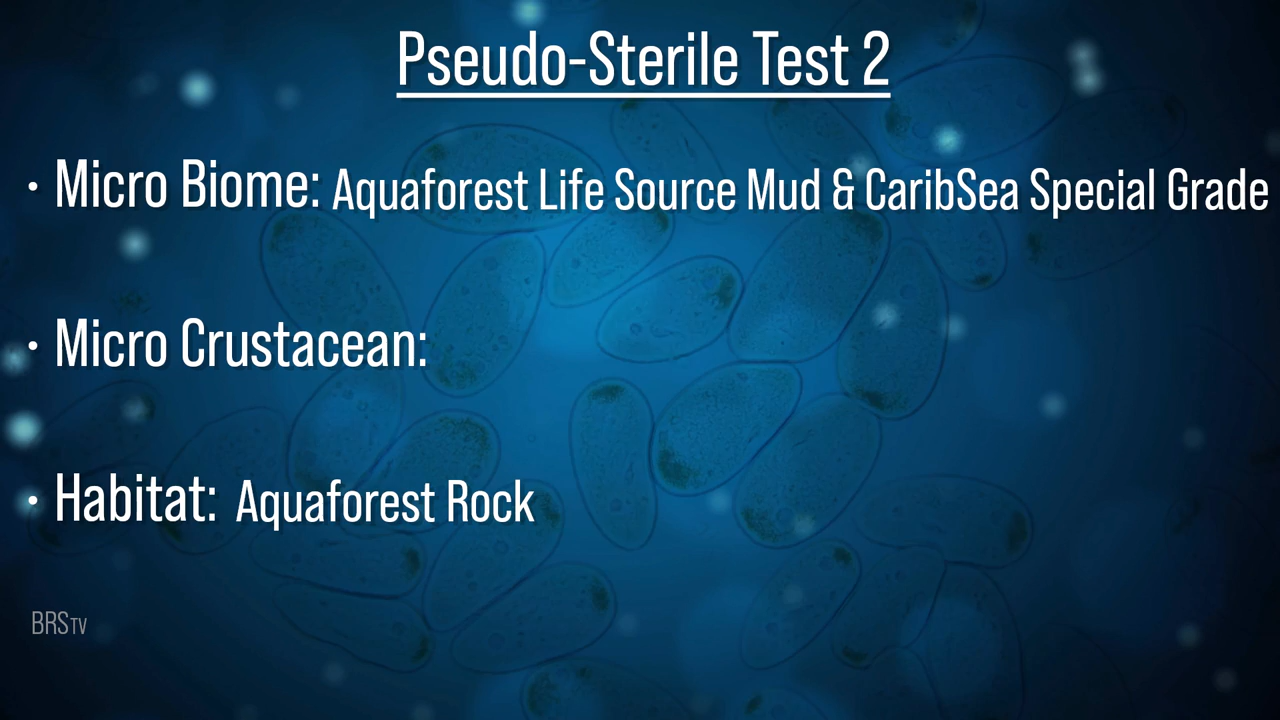 Pseudo-Sterile Test 2
• Micro Biome: Aquaforest Life Source Mud & CaribSea Special Grade
• Micro Crustacean:
• Habitat: Aquaforest Rock
BRSTV